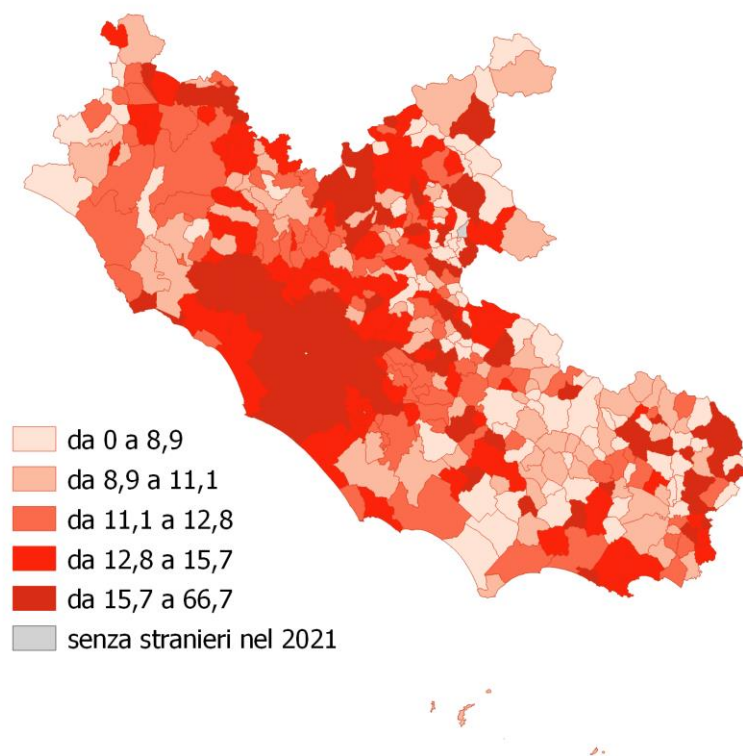 da 0 a 8,9
da 8,9 a 11,1
da 11,1 a 12,8
da 12,8 a 15,7
da 15,7 a 66,7
senza stranieri nel 2021